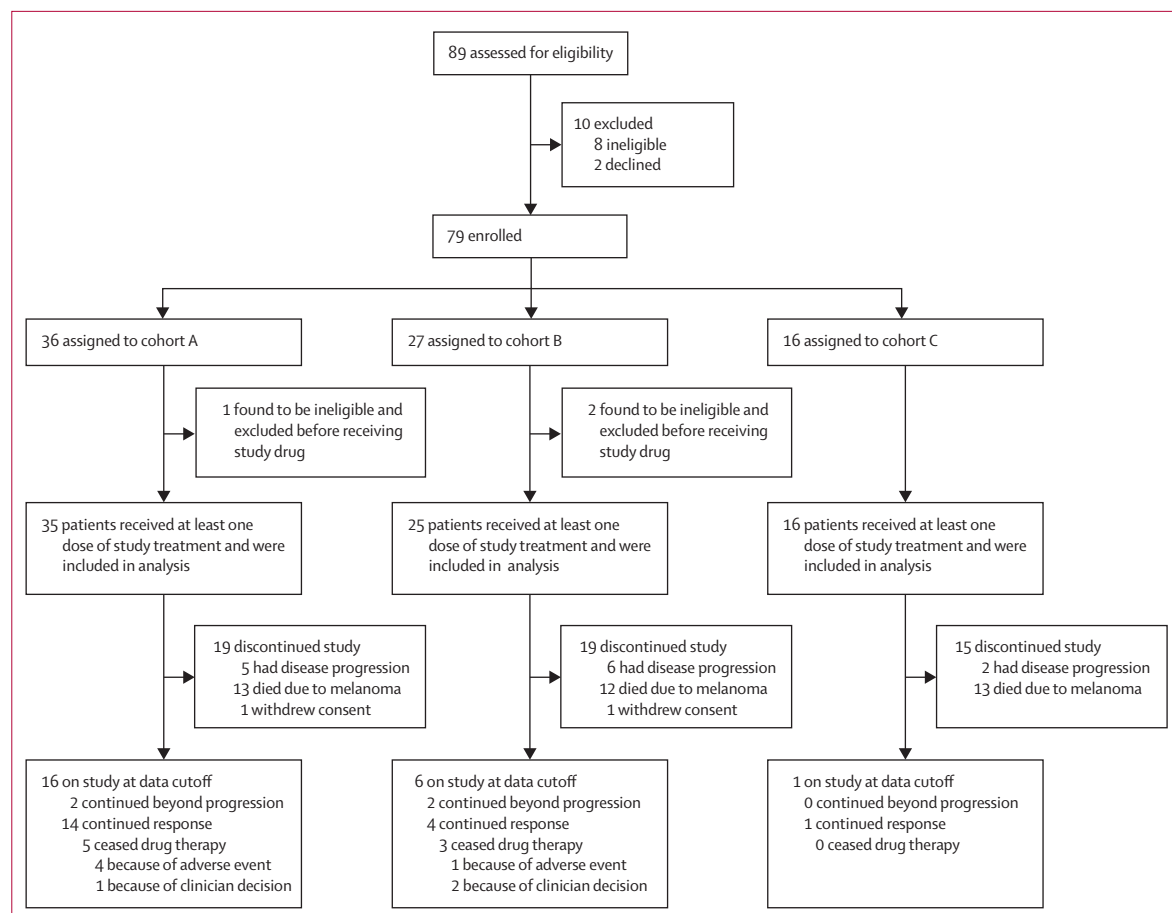 89 assessed for eligibility
10 excluded
8 ineligible
2 declined
79 enrolled
36 assigned to cohort A
27 assigned to cohort B
16 assigned to cohort C
1 found to be ineligible and
excluded before receiving
study drug
2 found to be ineligible and
excluded before receiving
study drug
35 patients received at least one
dose of study treatment and were
included in analysis
25 patients received at least one
dose of study treatment and were
included in analysis
16 patients received at least one
dose of study treatment and were
included in analysis
19 discontinued study
5 had disease progression
13 died due to melanoma
1 withdrew consent
19 discontinued study
6 had disease progression
12 died due to melanoma
1 withdrew consent
15 discontinued study
2 had disease progression
13 died due to melanoma
16 on study at data cutoff
2 continued beyond progression
14 continued response
5 ceased drug therapy
4 because of adverse event
1 because of clinician decision
6 on study at data cutoff
2 continued beyond progression
4 continued response
3 ceased drug therapy
1 because of adverse event
2 because of clinician decision
1 on study at data cutoff
0 continued beyond progression
1 continued response
0 ceased drug therapy